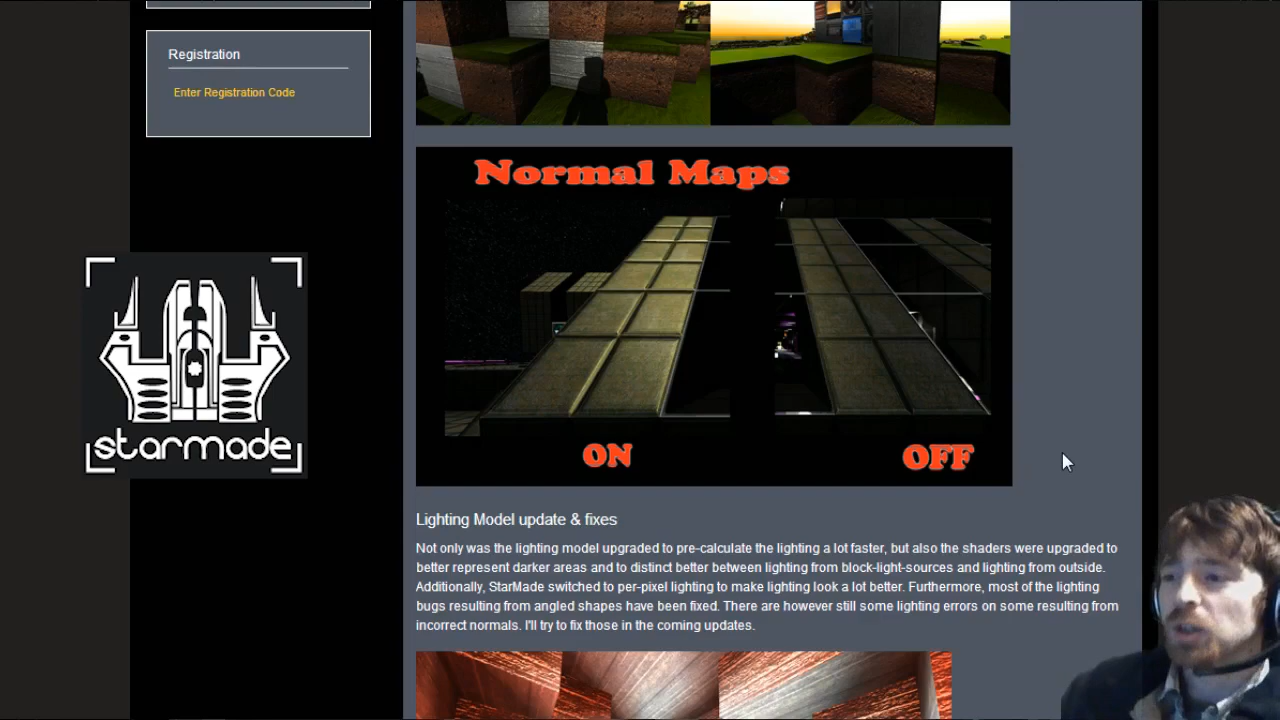 Registration
Enter Registration Code
Normal Maps
ON
OFF
starmade
Lighting Model update & fixes
Not only was the lighting model upgraded to pre-calculate the lighting a lot faster, but also the shaders were upgraded to
better represent darker areas and to distinct better between lighting from block-light-sources and lighting from outside.
Additionally, StarMade switched to per-pixel lighting to make lighting look a lot better. Furthermore, most of the lighting
bugs resulting from angled shapes have been fixed. There are however still some lighting errors on some resulting from
incorrect normals. I'll try to fix those in the coming updates.